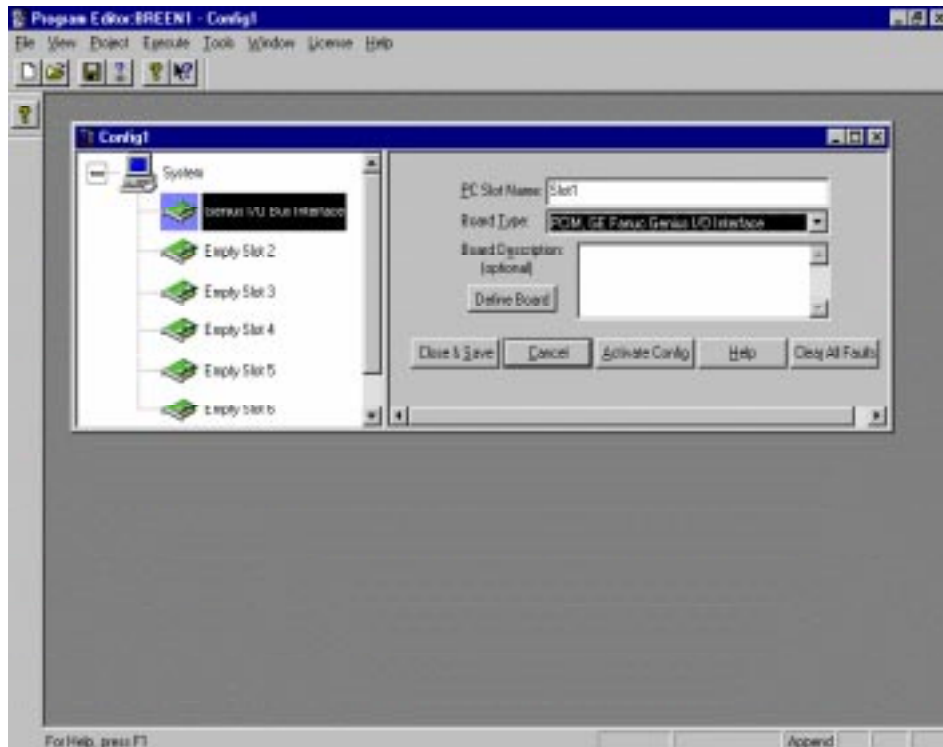 Program Editor:BREEN1 - Config1
File View Project Execute Tools Window License Help
Config1
System
Genius I/O Bus Interface
Empty Slot 2
Empty Slot 3
Empty Slot 4
Empty Slot 5
Empty Slot 6
PC Slot Name: Slot1
Board Type: PCIM, GE Fanuc Genius I/O Interface
Board Description:
(optional)
Define Board
Close & Save Cancel Activate Config Help Clear All Faults
For Help, press F1 Append